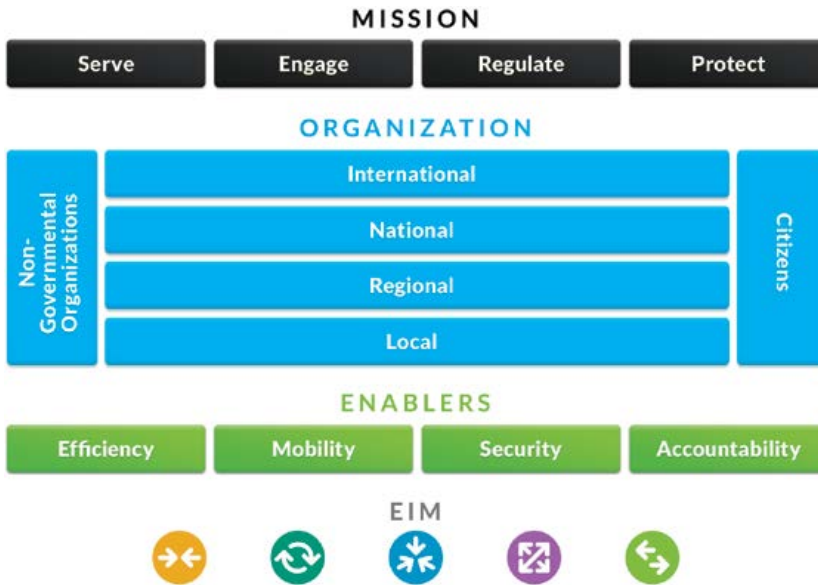 MISSION
Serve
Engage
Regulate
Protect
ORGANIZATION
Non-
Governmental
Organizations
International
National
Regional
Local
Citizens
ENABLERS
Efficiency
Mobility
Security
Accountability
EIM